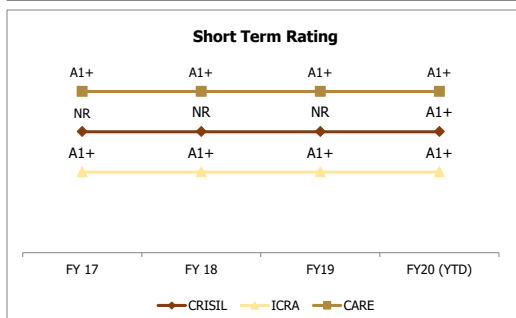 Short Term Rating
A1+ A1+ A1+ A1+
NR NR NR A1+
A1+ A1+ A1+ A1+
FY 17 FY 18 FY19 FY20 (YTD)
CRISIL ICRA CARE